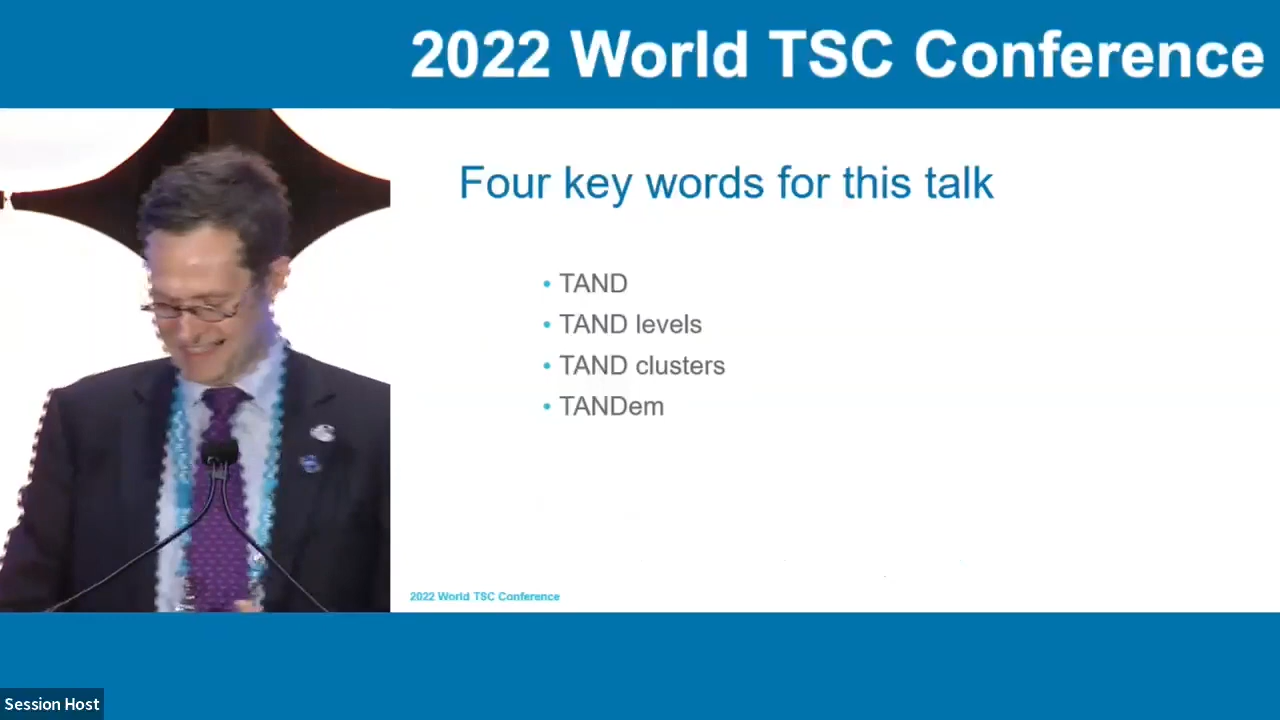 2022 World TSC Conference
Four key words for this talk
• TAND
• TAND levels
• TAND clusters
• TANDem
2022 World TSC Conference
Session Host